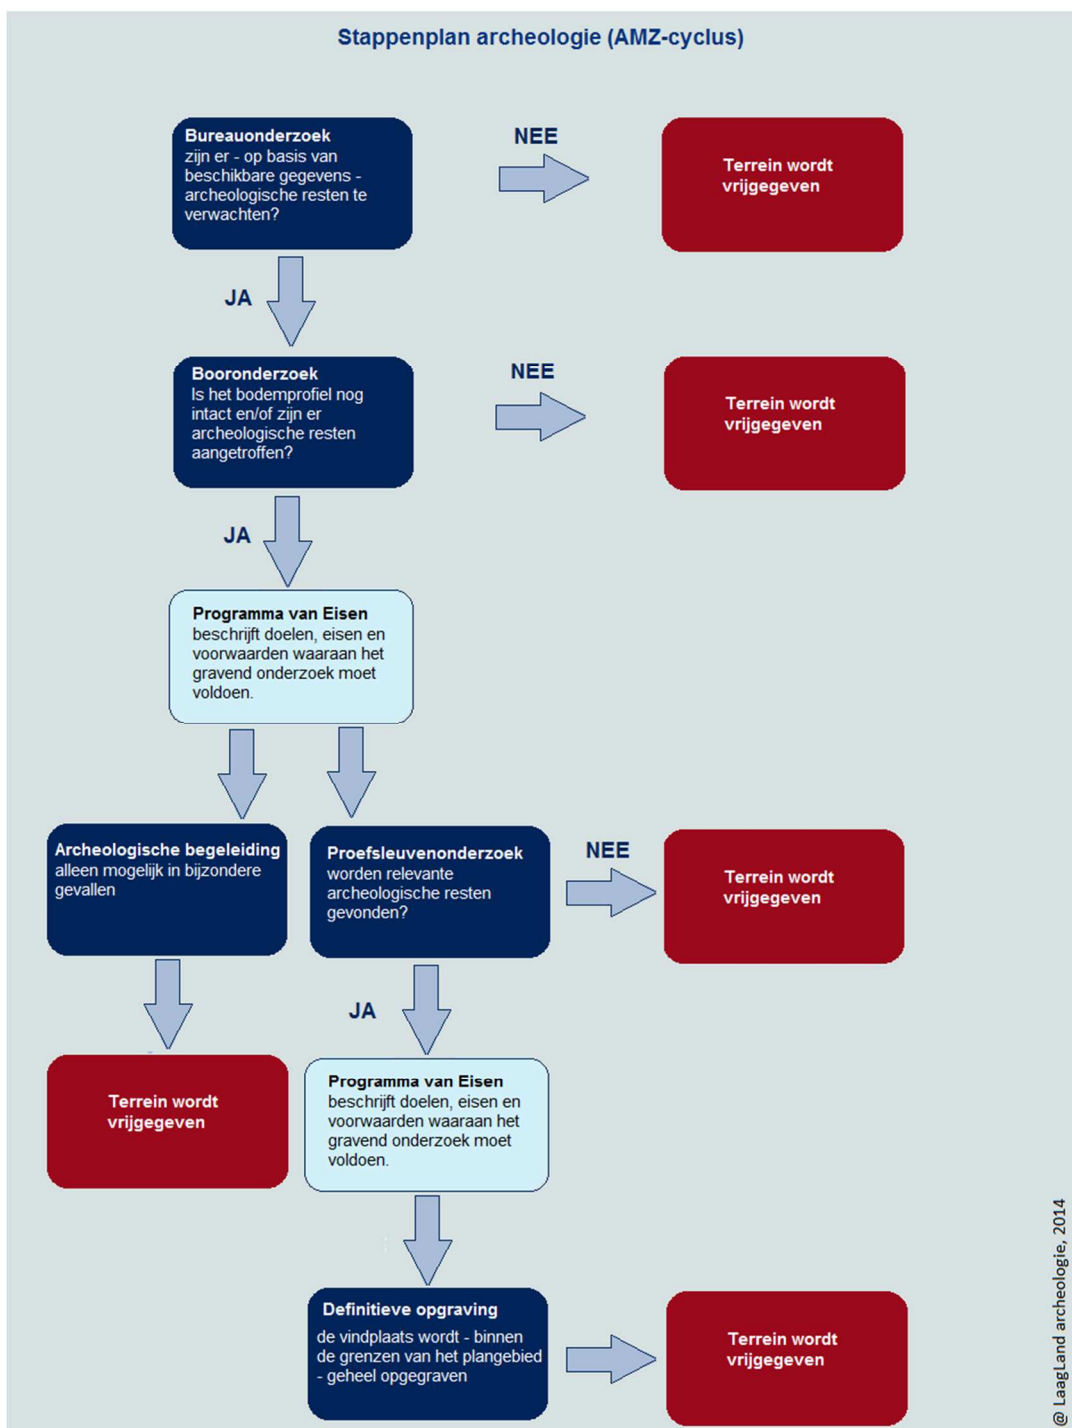 Stappenplan archeologie (AMZ-cyclus)
Bureauonderzoek
zijn er - op basis van
beschikbare gegevens -
archeologische resten te
verwachten?
NEE
Terrein wordt
vrijgegeven
JA
Booronderzoek
Is het bodemprofiel nog
intact en/of zijn er
archeologische resten
aangetroffen?
NEE
Terrein wordt
vrijgegeven
JA
Programma van Eisen
beschrijft doelen, eisen en
voorwaarden waaraan het
gravend onderzoek moet
voldoen.
Archeologische begeleiding
alleen mogelijk in bijzondere
gevallen
Proefsleuvenonderzoek
worden relevante
archeologische resten
gevonden?
NEE
Terrein wordt
vrijgegeven
JA
Terrein wordt
vrijgegeven
Programma van Eisen
beschrijft doelen, eisen en
voorwaarden waaraan het
gravend onderzoek moet
voldoen.
Definitieve opgraving
de vindplaats wordt - binnen
de grenzen van het plangebied
- geheel opgegraven
Terrein wordt
vrijgegeven
@ LaagLand archeologie, 2014